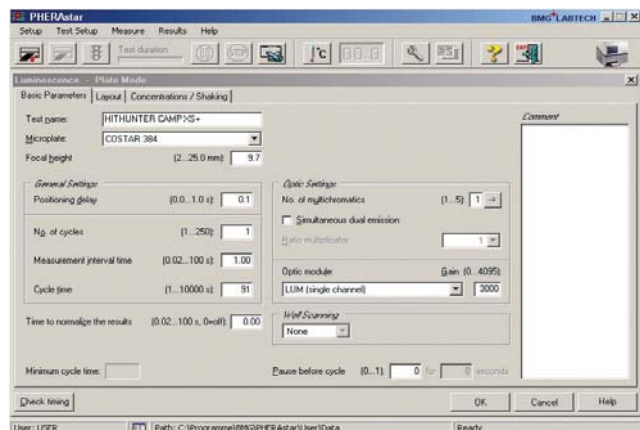 PHERAstar
BMG LABTECH
Setup Test Setup Measure Results Help
Test duration
STOP
°C
88.8
Luminescence - Plate Mode
Basic Parameters Layout Concentrations / Shaking
Test name: HITHUNTER CAMP XS+
Microplate: COSTAR 384
Focal height (2...25.0 mm): 9.7
General Settings
Positioning delay (0.0...1.0 s): 0.1
No. of cycles (1...250): 1
Measurement interval time (0.02...100 s): 1.00
Cycle time (1...10000 s): 91
Time to normalize the results (0.02...100 s, 0=off): 0.00
Minimum cycle time:
Optic Settings
No. of multichromatics (1...5): 1
Simultaneous dual emission
Ratio multiplicator 1
Optic module: Gain (0...4095):
LUM (single channel) 3000
Well Scanning
None
Pause before cycle (0...1): 0 for 0 seconds
Comment
Check timing OK Cancel Help
User: USER Path: C:\Programme\BMG\PHERAstar\User\Data Ready